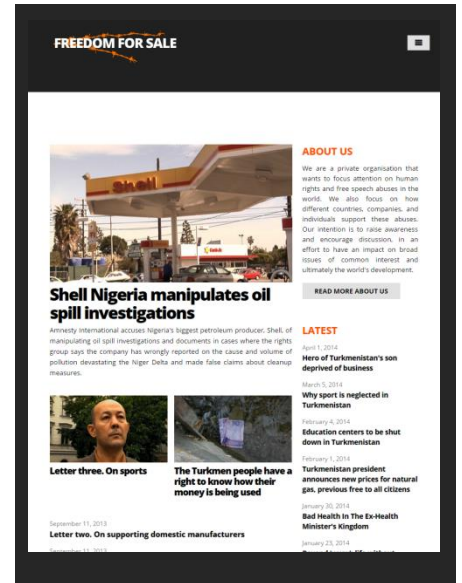 FREEDOM FOR SALE
Shell
Shell Nigeria manipulates oil
spill investigations
Amnesty International accuses Nigeria's biggest petroleum producer, Shell, of
manipulating oil spill investigations and documents in cases where the rights
group says the company has wrongly reported on the cause and volume of
pollution devastating the Niger Delta and made false claims about cleanup
measures.
Letter three. On sports
The Turkmen people have a
right to know how their
money is being used
September 11, 2013
Letter two. On supporting domestic manufacturers
September 11, 2013
ABOUT US
We are a private organisation that
wants to focus attention on human
rights and free speech abuses in the
world. We also focus on how
different countries, companies, and
individuals support these abuses.
Our intention is to raise awareness
and encourage discussion, in an
effort to have an impact on broad
issues of common interest and
ultimately the world's development.
READ MORE ABOUT US
LATEST
April 1, 2014
Hero of Turkmenistan's son
deprived of business
March 5, 2014
Why sport is neglected in
Turkmenistan
February 4, 2014
Education centers to be shut
down in Turkmenistan
February 1, 2014
Turkmenistan president
announces new prices for natural
gas, previous free to all citizens
January 30, 2014
Bad Health In The Ex-Health
Minister's Kingdom
January 23, 2014